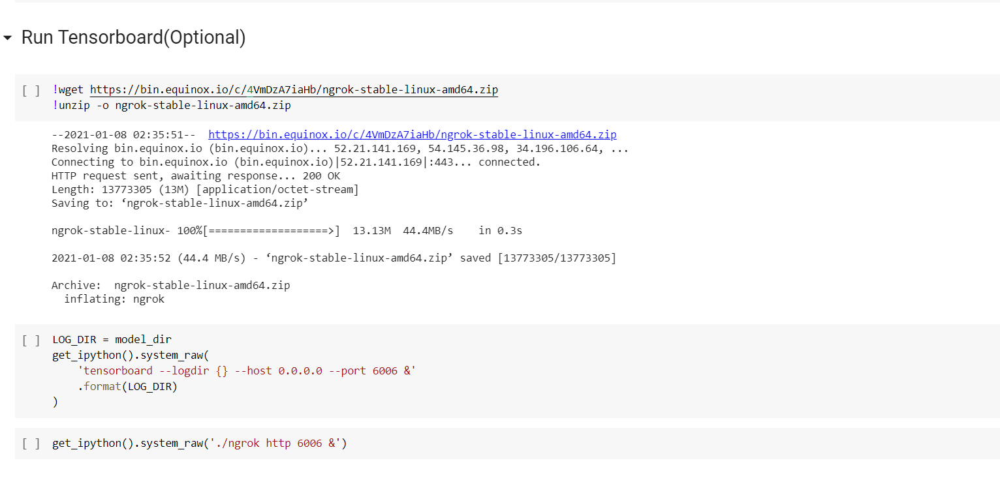 Run Tensorboard(Optional)
[ ] !wget https://bin.equinox.io/c/4VmDzA7iaHb/ngrok-stable-linux-amd64.zip
!unzip -o ngrok-stable-linux-amd64.zip
--2021-01-08 02:35:51--  https://bin.equinox.io/c/4VmDzA7iaHb/ngrok-stable-linux-amd64.zip
Resolving bin.equinox.io (bin.equinox.io)... 52.21.141.169, 54.145.36.98, 34.196.106.64, ...
Connecting to bin.equinox.io (bin.equinox.io)|52.21.141.169|:443... connected.
HTTP request sent, awaiting response... 200 OK
Length: 13773305 (13M) [application/octet-stream]
Saving to: ‘ngrok-stable-linux-amd64.zip’
ngrok-stable-linux- 100%[===================>]  13.13M  44.4MB/s    in 0.3s
2021-01-08 02:35:52 (44.4 MB/s) - ‘ngrok-stable-linux-amd64.zip’ saved [13773305/13773305]
Archive:  ngrok-stable-linux-amd64.zip
  inflating: ngrok
[ ] LOG_DIR = model_dir
get_ipython().system_raw(
    'tensorboard --logdir {} --host 0.0.0.0 --port 6006 &'
    .format(LOG_DIR)
)
[ ] get_ipython().system_raw('./ngrok http 6006 &')